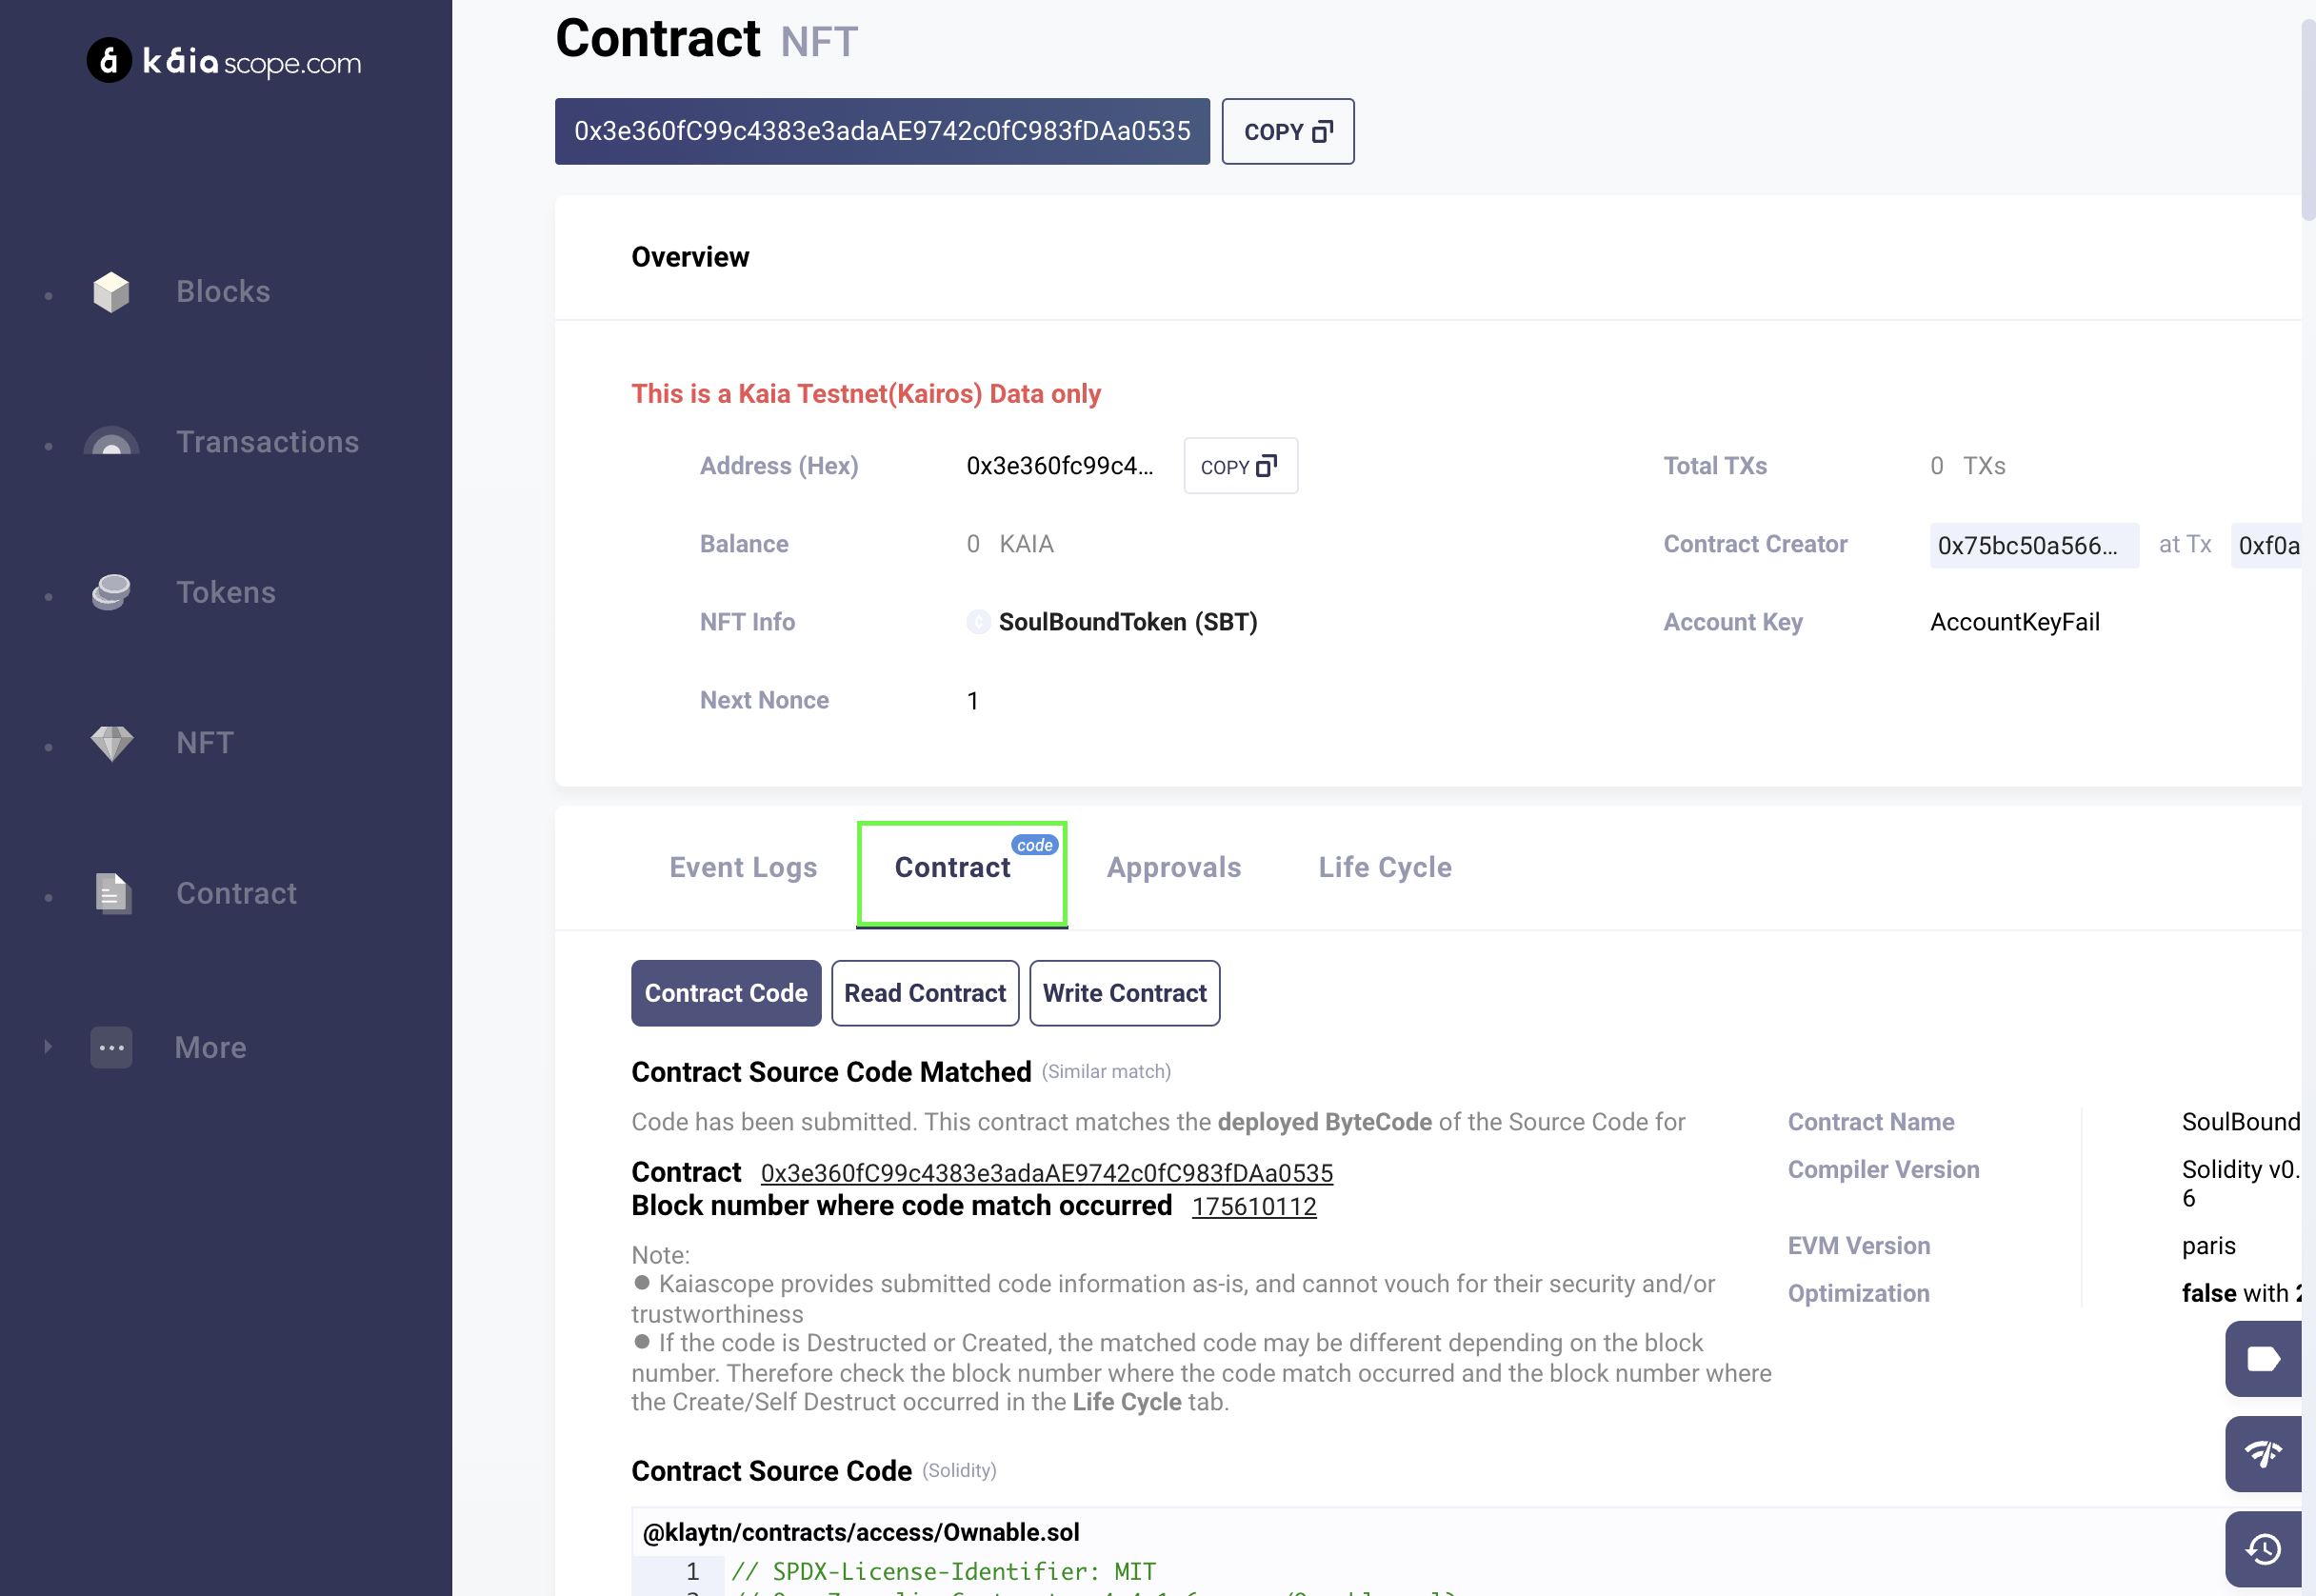 káia scope.com
Blocks
Transactions
Tokens
NFT
Contract
More
Contract NFT
0x3e360fC99c4383e3adaAE9742c0fC983fDAa0535 COPY
Overview
This is a Kaia Testnet(Kairos) Data only
Address (Hex) 0x3e360fc99c4... COPY Total TXs 0 TXs
Balance 0 KAIA Contract Creator 0x75bc50a566... at Tx 0xf0a
NFT Info SoulBoundToken (SBT) Account Key AccountKeyFail
Next Nonce 1
Event Logs Contract code Approvals Life Cycle
Contract Code Read Contract Write Contract
Contract Source Code Matched (Similar match)
Code has been submitted. This contract matches the deployed ByteCode of the Source Code for
Contract 0x3e360fC99c4383e3adaAE9742c0fC983fDAa0535
Block number where code match occurred 175610112
Note:
● Kaiascope provides submitted code information as-is, and cannot vouch for their security and/or
trustworthiness
● If the code is Destructed or Created, the matched code may be different depending on the block
number. Therefore check the block number where the code match occurred and the block number where
the Create/Self Destruct occurred in the Life Cycle tab.
Contract Name SoulBound
Compiler Version Solidity v0.
6
EVM Version paris
Optimization false with
Contract Source Code (Solidity)
@klaytn/contracts/access/Ownable.sol
1 // SPDX-License-Identifier: MIT